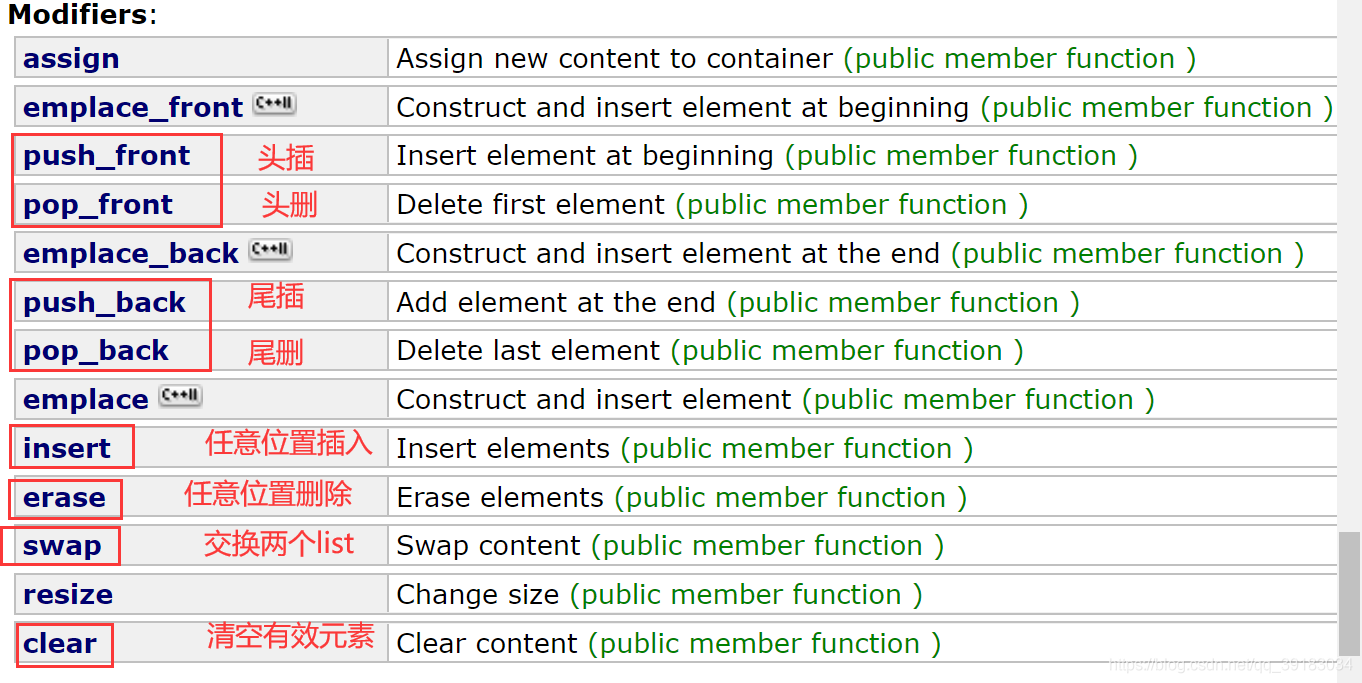 Modifiers:
assign Assign new content to container (public member function )
emplace_front C++11 Construct and insert element at beginning (public member function )
push_front 头插 Insert element at beginning (public member function )
pop_front 头删 Delete first element (public member function )
emplace_back C++11 Construct and insert element at the end (public member function )
push_back 尾插 Add element at the end (public member function )
pop_back 尾删 Delete last element (public member function )
emplace C++11 Construct and insert element (public member function )
insert 任意位置插入 Insert elements (public member function )
erase 任意位置删除 Erase elements (public member function )
swap 交换两个list Swap content (public member function )
resize Change size (public member function )
clear 清空有效元素 Clear content (public member function )
https://blog.csdn.net/qq_39183034